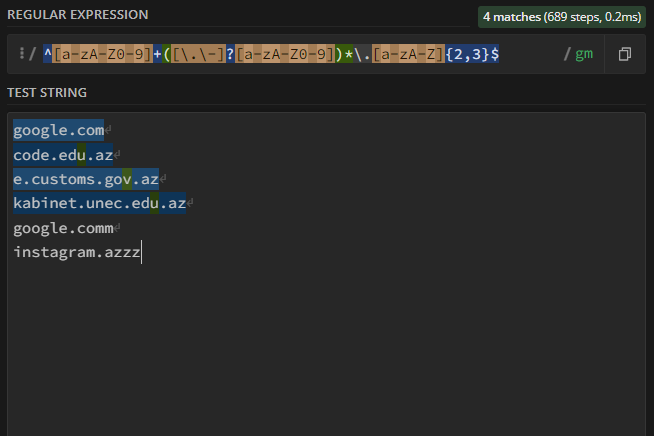 REGULAR EXPRESSION
4 matches (689 steps, 0.2ms)
/ ^[a-zA-Z0-9]+([\.\-]?[a-zA-Z0-9])*\.[a-zA-Z]{2,3}$ / gm
TEST STRING
google.com
code.edu.az
e.customs.gov.az
kabinet.unec.edu.az
google.comm
instagram.azzz